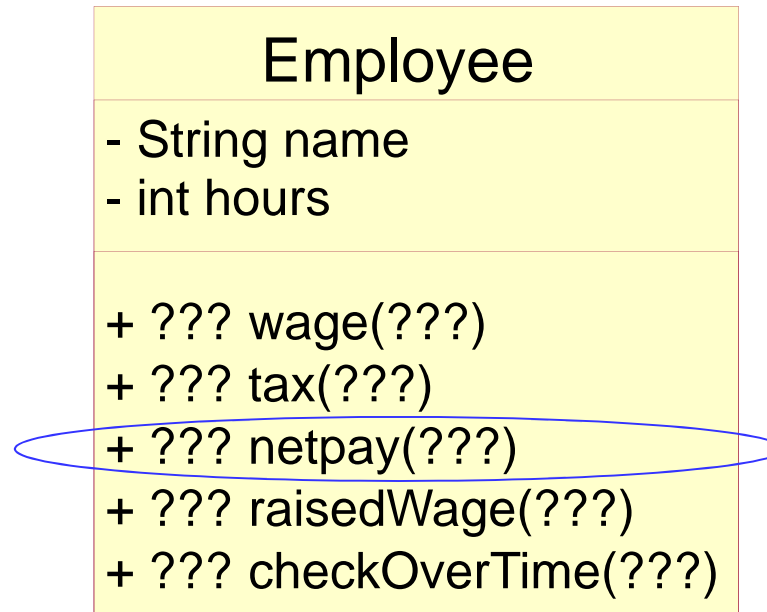 Employee
- String name
- int hours
+ ??? wage(???)
+ ??? tax(???)
+ ??? netpay(???)
+ ??? raisedWage(???)
+ ??? checkOverTime(???)